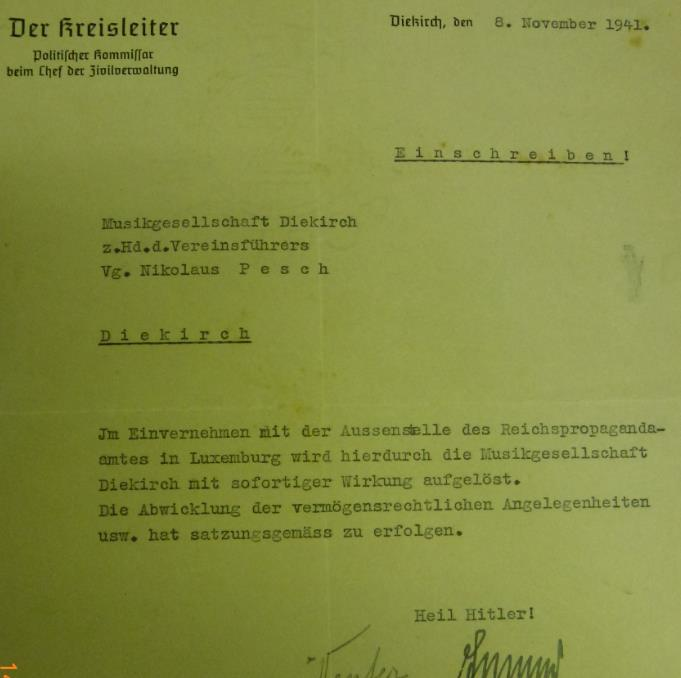 Der Kreisleiter
Politischer Kommissar
beim Chef der Zivilverwaltung
Diekirch, den 8. November 1941.
Einschreiben!
Musikgesellschaft Diekirch
z.Hd.d.Vereinsführers
Vg. Nikolaus Pesch
Diekirch
Jm Einvernehmen mit der Aussenstelle des Reichspropaganda-
amtes in Luxemburg wird hierdurch die Musikgesellschaft
Diekirch mit sofortiger Wirkung aufgelöst.
Die Abwicklung der vermögensrechtlichen Angelegenheiten
usw. hat satzungsgemäss zu erfolgen.
Heil Hitler!